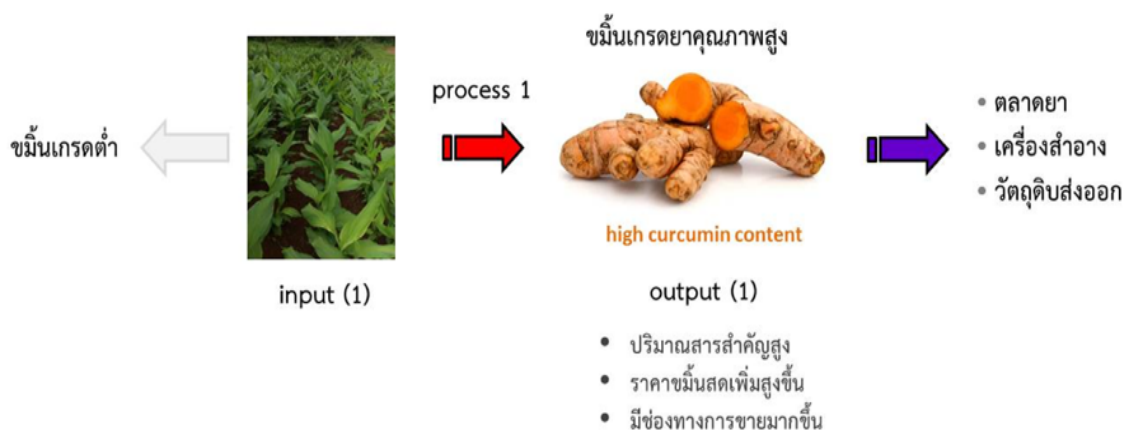 ขมิ้นเกรดยาคุณภาพสูง
process 1
ขมิ้นเกรดต่ำ
• ตลาดยา
• เครื่องสำอาง
• วัตถุดิบส่งออก
high curcumin content
input (1)
output (1)
• ปริมาณสารสำคัญสูง
• ราคาขมิ้นสดเพิ่มสูงขึ้น
• มีช่องทางการขายมากขึ้น